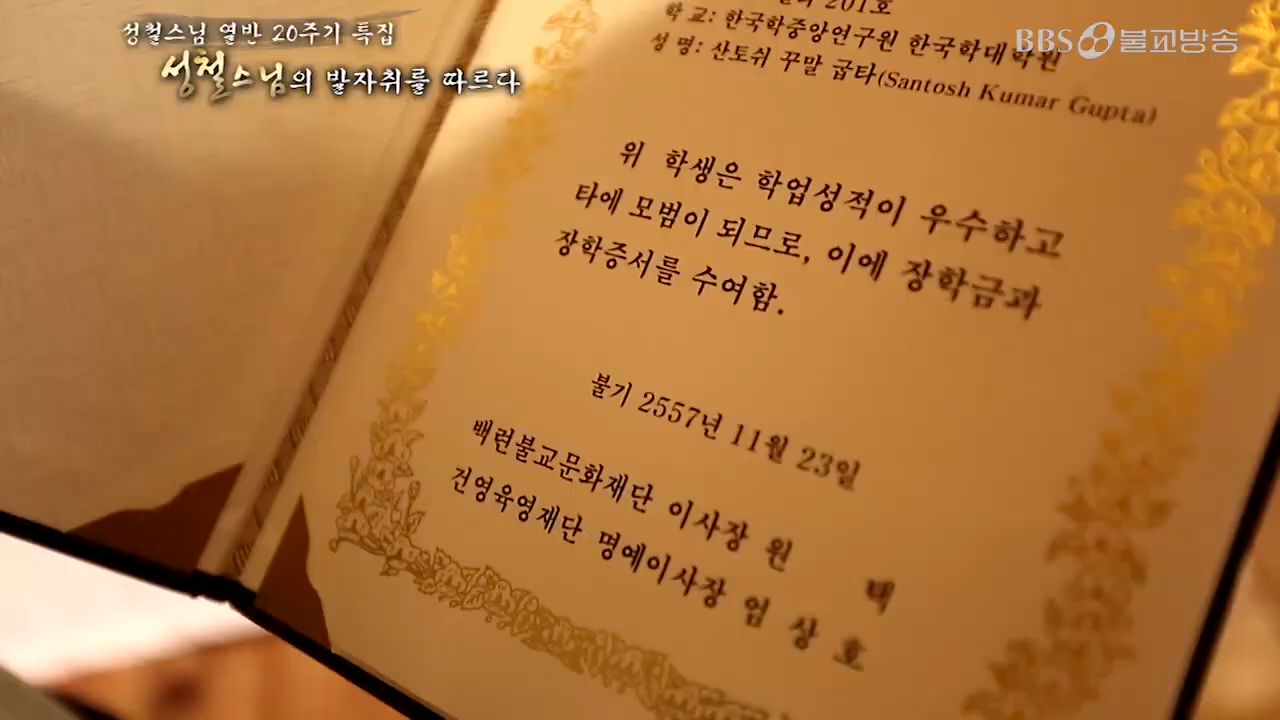 성철스님 열반 20주기 특집
성철스님의 발자취를 따르다
BBS 불교방송
201호
학 교: 한국학중앙연구원 한국학대학원
성 명: 산토쉬 꾸말 굽타(Santosh Kumar Gupta)
위 학생은 학업성적이 우수하고
타에 모범이 되므로, 이에 장학금과
장학증서를 수여함.
불기 2557년 11월 23일
백련불교문화재단 이사장 원 택
건영육영재단 명예이사장 엄 상 호